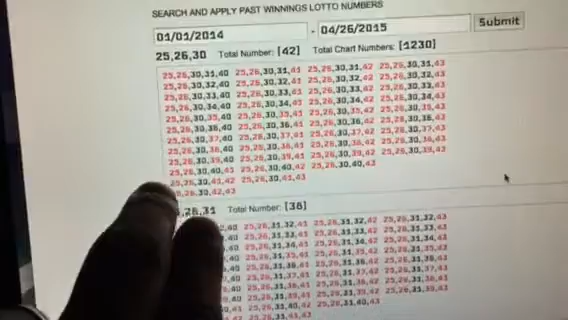 SEARCH AND APPLY PAST WINNINGS LOTTO NUMBERS
01/01/2014 - 04/26/2015 Submit
25,26,30 Total Number: [42] Total Chart Numbers: [1230]
25,26,30,31,40 25,26,30,31,41 25,26,30,31,42 25,26,30,31,43
25,26,30,32,40 25,26,30,32,41 25,26,30,32,42 25,26,30,32,43
25,26,30,33,40 25,26,30,33,41 25,26,30,33,42 25,26,30,33,43
25,26,30,34,40 25,26,30,34,41 25,26,30,34,42 25,26,30,34,43
25,26,30,35,40 25,26,30,35,41 25,26,30,35,42 25,26,30,35,43
25,26,30,36,40 25,26,30,36,41 25,26,30,36,42 25,26,30,36,43
25,26,30,37,40 25,26,30,37,41 25,26,30,37,42 25,26,30,37,43
25,26,30,38,40 25,26,30,38,41 25,26,30,38,42 25,26,30,38,43
25,26,30,39,40 25,26,30,39,41 25,26,30,39,42 25,26,30,39,43
25,26,30,40,41 25,26,30,40,42 25,26,30,40,43
25,26,30,41,42 25,26,30,41,43
,26,30,42,43
,26,31 Total Number: [36]
,40 25,26,31,32,41 25,26,31,32,42 25,26,31,32,43
,40 25,26,31,33,41 25,26,31,33,42 25,26,31,33,43
,40 25,26,31,34,41 25,26,31,34,42 25,26,31,34,43
,40 25,26,31,35,41 25,26,31,35,42 25,26,31,35,43
,40 25,26,31,36,41 25,26,31,36,42 25,26,31,36,43
,40 25,26,31,37,41 25,26,31,37,42 25,26,31,37,43
,40 25,26,31,38,41 25,26,31,38,42 25,26,31,38,43
,40 25,26,31,39,41 25,26,31,39,42 25,26,31,39,43
,41 25,26,31,40,42 25,26,31,40,43
,42 25,26,31,41,43